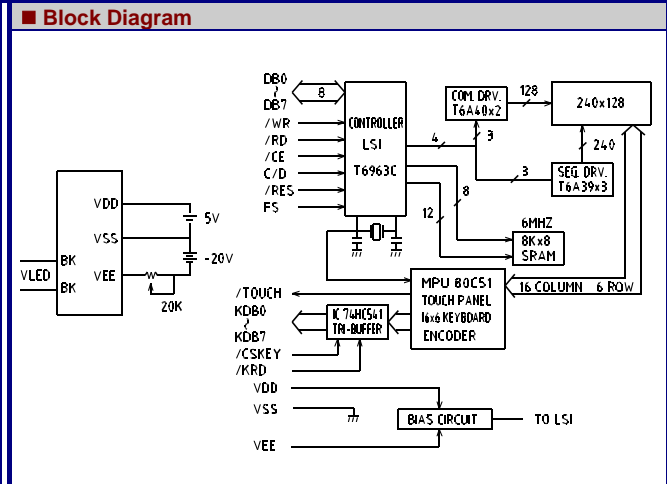 ■ Block Diagram
DB0
~
DB7
8
/WR
/RD
/CE
C/D
/RES
FS
CONTROLLER
LSI
T6963C
4
3
COM. DRV.
T6A40x2
128
240x128
240
3
SEG. DRV.
T6A39x3
8
12
6MHZ
8Kx8
SRAM
VDD
VSS
VEE
BK
BK
VLED
5V
-20V
20K
/TOUCH
KDB0
~
KDB7
/CSKEY
/KRD
IC 74HC541
TRI-BUFFER
MPU 80C51
TOUCH PANEL
16x6 KEYBOARD
ENCODER
16 COLUMN 6 ROW
VDD
VSS
VEE
BIAS CIRCUIT
TO LSI